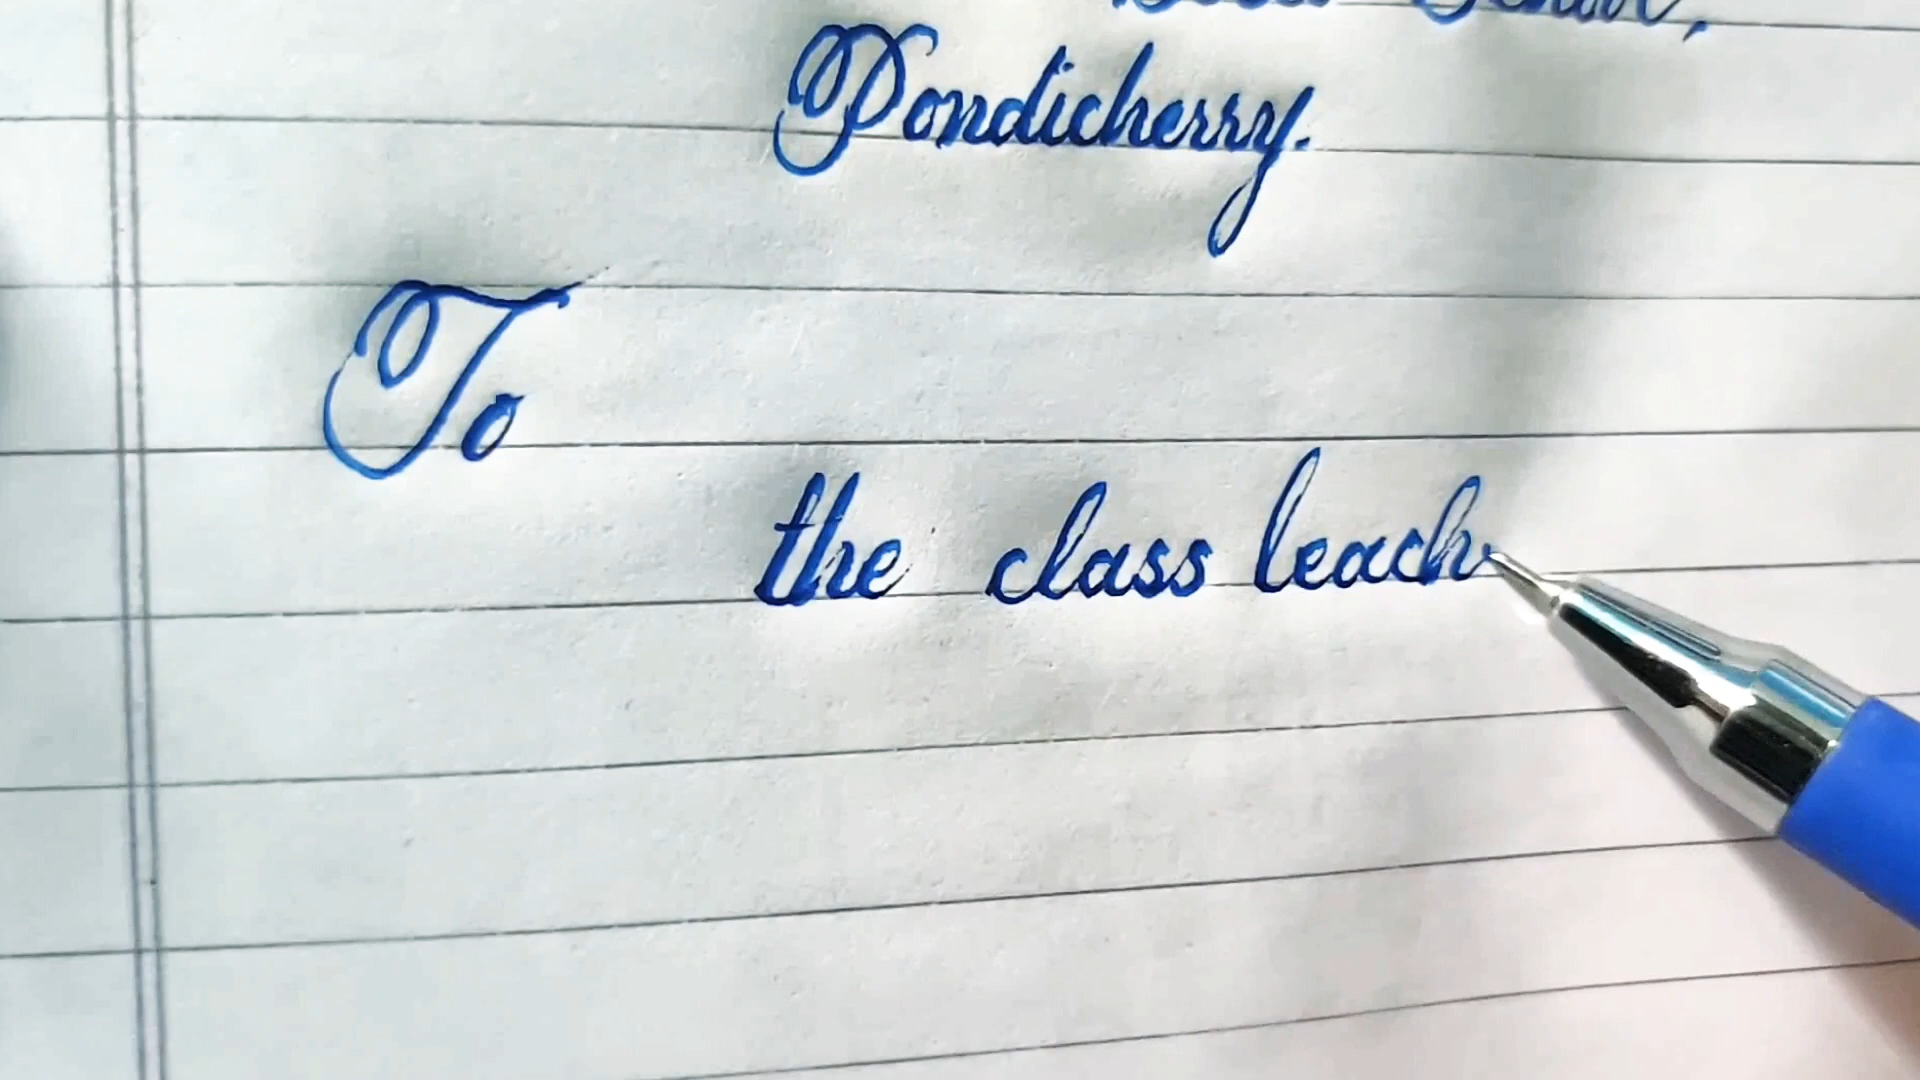 Pondicherry.
To
the class leach